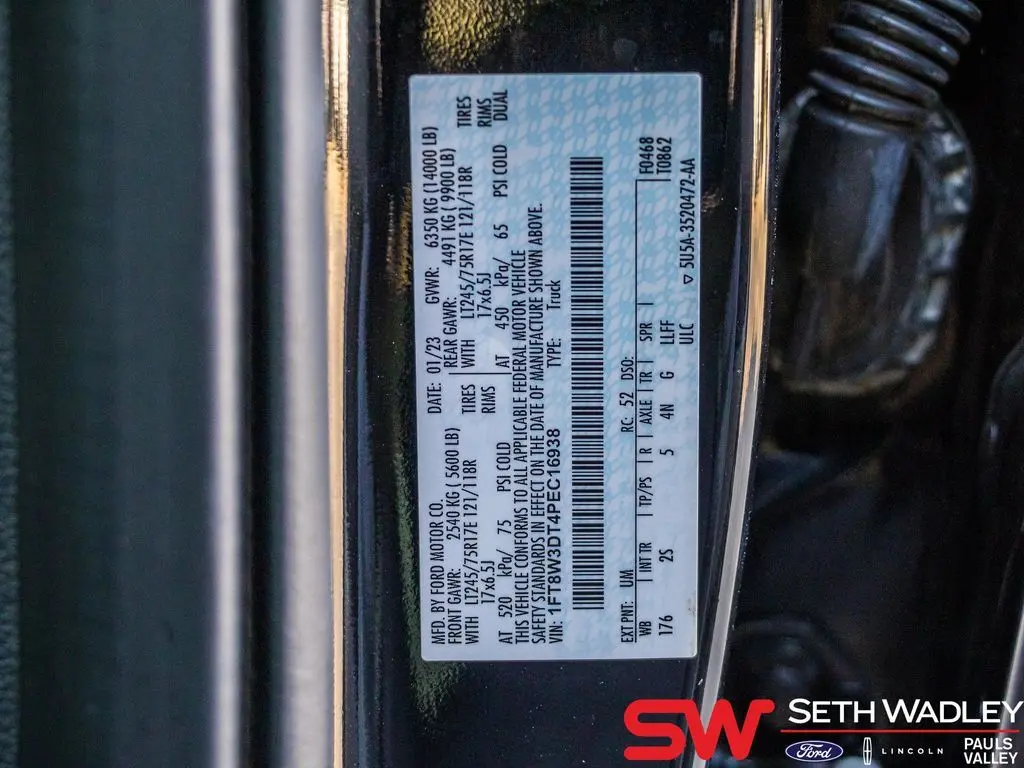 MFD. BY FORD MOTOR CO. DATE: 01/23 GVWR: 6350 KG (14000 LB)
FRONT GAWR: 2540 KG ( 5600 LB) REAR GAWR: 4491 KG ( 9900 LB)
WITH LT245/75R17E 121/118R TIRES WITH LT245/75R17E 121/118R TIRES
17x6.5J RIMS 17x6.5J RIMS
AT 520 kPa/ 75 PSI COLD AT 450 kPa/ 65 PSI COLD DUAL
THIS VEHICLE CONFORMS TO ALL APPLICABLE FEDERAL MOTOR VEHICLE
SAFETY STANDARDS IN EFFECT ON THE DATE OF MANUFACTURE SHOWN ABOVE.
VIN: 1FT8W3DT4PEC16938 TYPE: Truck
EXT PNT: UM RC: 52 DSO: F0468
WB INT TR TP/PS R AXLE TR SPR T0862
176 2S 5 4N G LLFF
ULC
▽ 5U5A-3520472-AA
SW SETH WADLEY
Ford LINCOLN PAULS
VALLEY